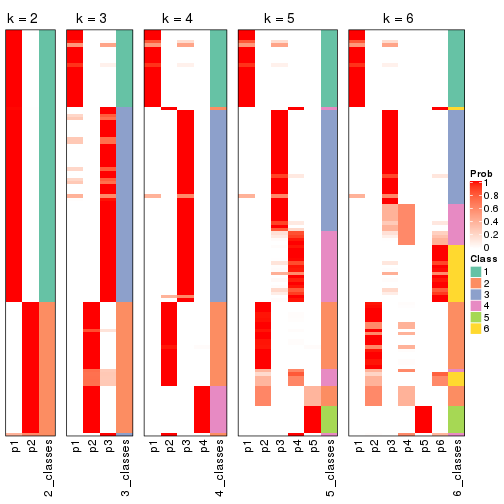 k = 2
k = 3
k = 4
k = 5
k = 6
p1
p2
2_classes
p1
p2
p3
3_classes
p1
p2
p3
p4
4_classes
p1
p2
p3
p4
p5
5_classes
p1
p2
p3
p4
p5
p6
6_classes
Prob
1
0.8
0.6
0.4
0.2
0
Class
1
2
3
4
5
6